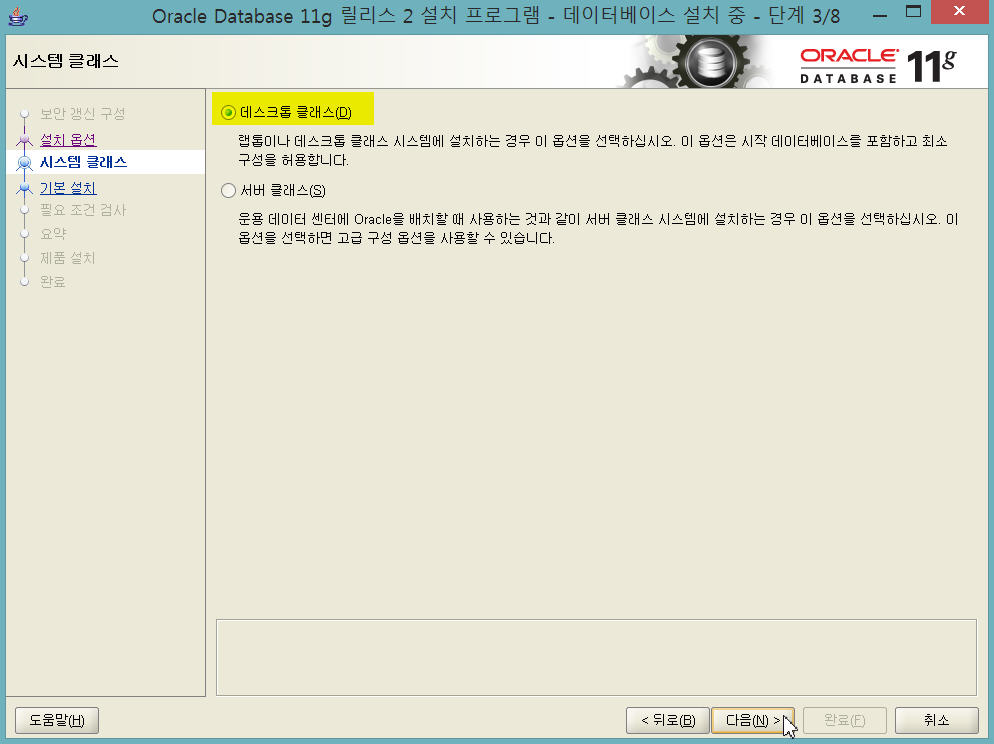 Oracle Database 11g 릴리스 2 설치 프로그램 - 데이터베이스 설치 중 - 단계 3/8
시스템 클래스
ORACLE 11g
DATABASE
보안 갱신 구성
설치 옵션
시스템 클래스
기본 설치
필요 조건 검사
요약
제품 설치
완료
데스크톱 클래스(D)
랩톱이나 데스크톱 클래스 시스템에 설치하는 경우 이 옵션을 선택하십시오. 이 옵션은 시작 데이터베이스를 포함하고 최소
구성을 허용합니다.
서버 클래스(S)
운용 데이터 센터에 Oracle을 배치할 때 사용하는 것과 같이 서버 클래스 시스템에 설치하는 경우 이 옵션을 선택하십시오. 이
옵션을 선택하면 고급 구성 옵션을 사용할 수 있습니다.
도움말(H)
< 뒤로(B)
다음(N) >
완료(F)
취소